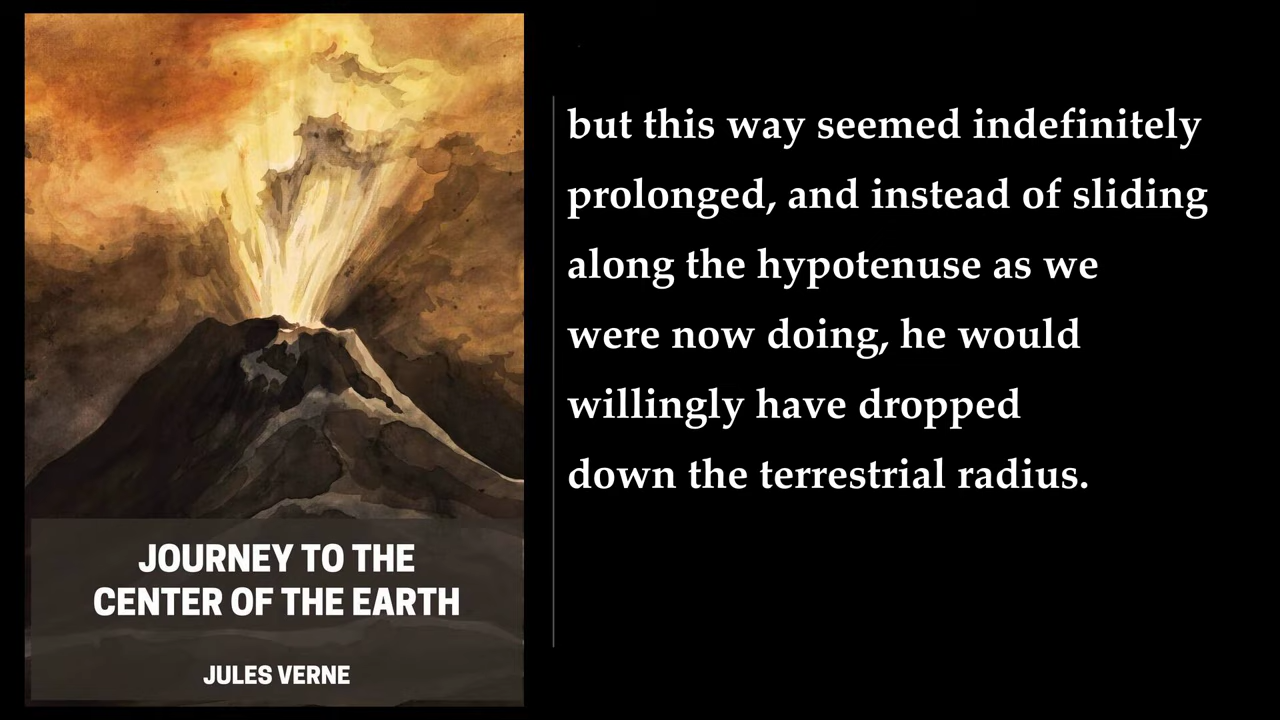 but this way seemed indefinitely
prolonged, and instead of sliding
along the hypotenuse as we
were now doing, he would
willingly have dropped
down the terrestrial radius.
JOURNEY TO THE
CENTER OF THE EARTH
JULES VERNE